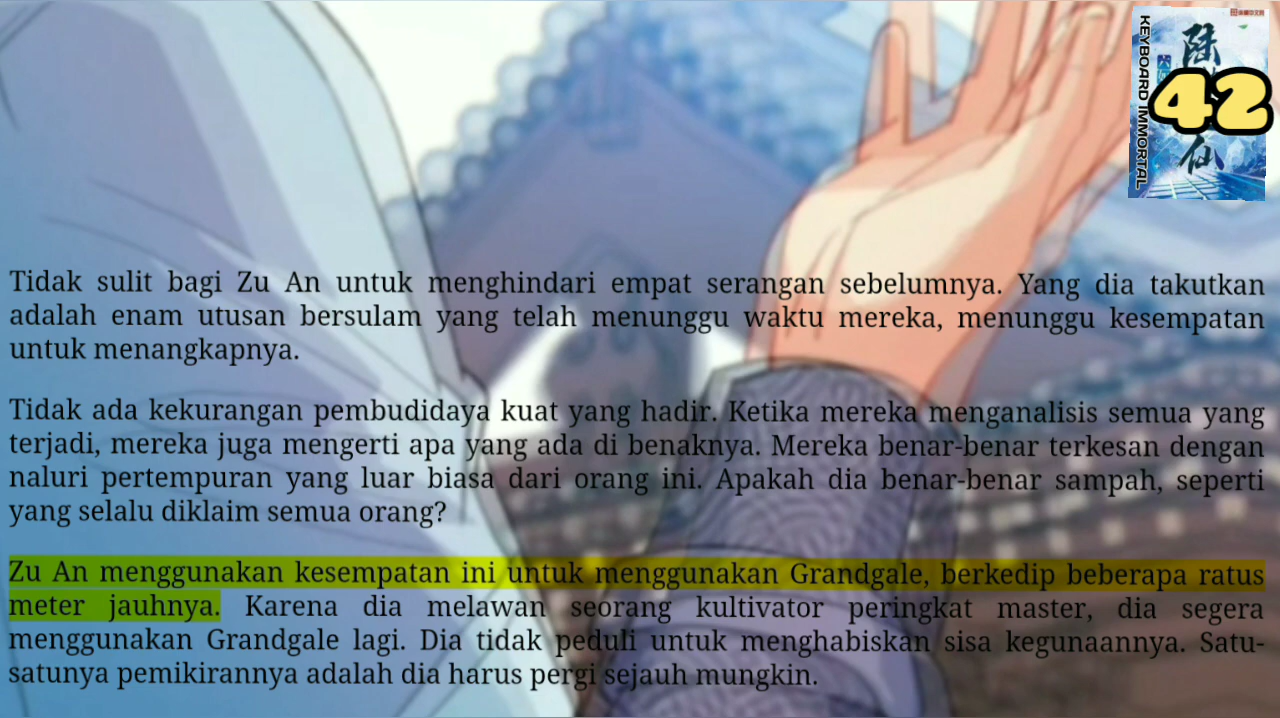 KEYBOARD IMMORTAL
42
Tidak sulit bagi Zu An untuk menghindari empat serangan sebelumnya. Yang dia takutkan
adalah enam utusan bersulam yang telah menunggu waktu mereka, menunggu kesempatan
untuk menangkapnya.
Tidak ada kekurangan pembudidaya kuat yang hadir. Ketika mereka menganalisis semua yang
terjadi, mereka juga mengerti apa yang ada di benaknya. Mereka benar-benar terkesan dengan
naluri pertempuran yang luar biasa dari orang ini. Apakah dia benar-benar sampah, seperti
yang selalu diklaim semua orang?
Zu An menggunakan kesempatan ini untuk menggunakan Grandgale, berkedip beberapa ratus
meter jauhnya. Karena dia melawan seorang kultivator peringkat master, dia segera
menggunakan Grandgale lagi. Dia tidak peduli untuk menghabiskan sisa kegunaannya. Satu-
satunya pemikirannya adalah dia harus pergi sejauh mungkin.